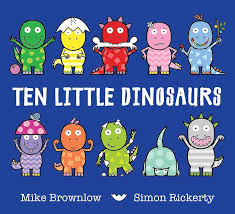 TEN LITTLE DINOSAURS
Mike Brownlow Simon Rickerty